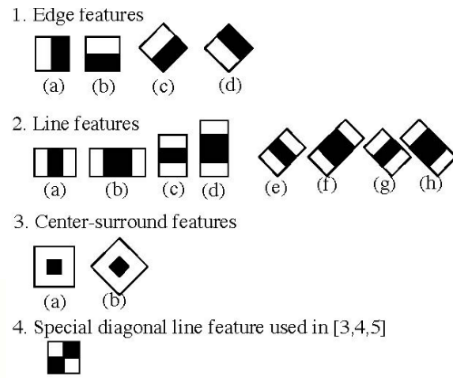 1. Edge features
(a) (b) (c) (d)
2. Line features
(a) (b) (c) (d) (e) (f) (g) (h)
3. Center-surround features
(a) (b)
4. Special diagonal line feature used in [3,4,5]